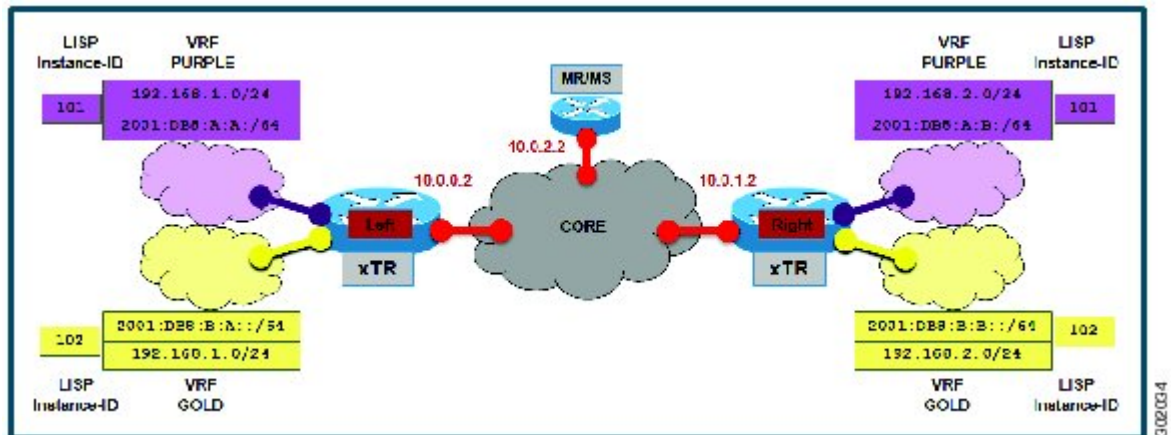 LISP
Instance-ID
VRF
PURPLE
101
192.168.1.0/24
2001:DB8:A:A:/64
MR/MS
10.0.2.2
VRF
PURPLE
LISP
Instance-ID
192.168.2.0/24
2001:DB8:A:B:/64
101
10.0.0.2
10.0.1.2
Left
xTR
CORE
Right
xTR
102
2001:DB8:B:A::/64
192.168.1.0/24
LISP
Instance-ID
VRF
GOLD
2001:DB8:B:B::/64
192.168.2.0/24
102
VRF
GOLD
LISP
Instance-ID
302034